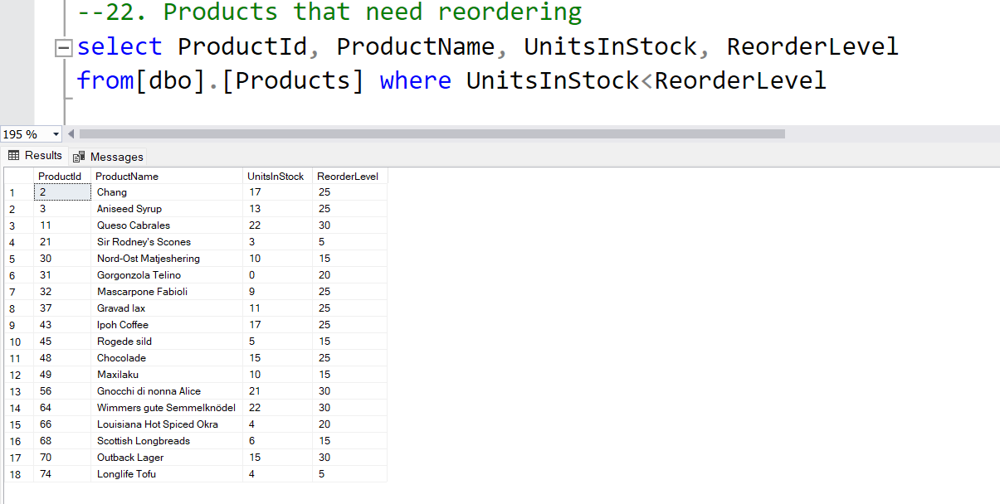 --22. Products that need reordering
select ProductId, ProductName, UnitsInStock, ReorderLevel
from[dbo].[Products] where UnitsInStock<ReorderLevel
195 %
Results Messages
ProductId ProductName UnitsInStock ReorderLevel
1 2 Chang 17 25
2 3 Aniseed Syrup 13 25
3 11 Queso Cabrales 22 30
4 21 Sir Rodney's Scones 3 5
5 30 Nord-Ost Matjeshering 10 15
6 31 Gorgonzola Telino 0 20
7 32 Mascarpone Fabioli 9 25
8 37 Gravad lax 11 25
9 43 Ipoh Coffee 17 25
10 45 Rogede sild 5 15
11 48 Chocolade 15 25
12 49 Maxilaku 10 15
13 56 Gnocchi di nonna Alice 21 30
14 64 Wimmers gute Semmelknödel 22 30
15 66 Louisiana Hot Spiced Okra 4 20
16 68 Scottish Longbreads 6 15
17 70 Outback Lager 15 30
18 74 Longlife Tofu 4 5